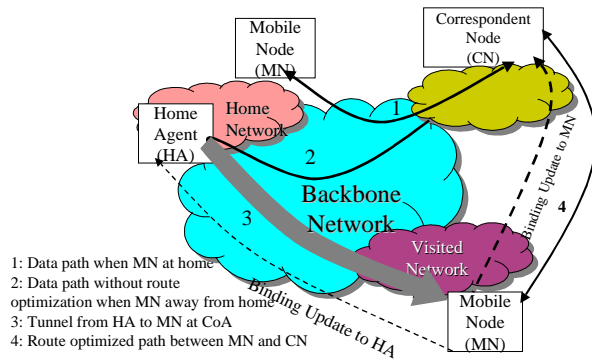 Correspondent
Node
(CN)
Mobile
Node
(MN)
1
Home
Network
Home
Agent
(HA)
2
Backbone
Network
3
Binding Update to MN
4
Visited
Network
Binding Update to HA
Mobile
Node
(MN)
1: Data path when MN at home
2: Data path without route
optimization when MN away from home
3: Tunnel from HA to MN at CoA
4: Route optimized path between MN and CN